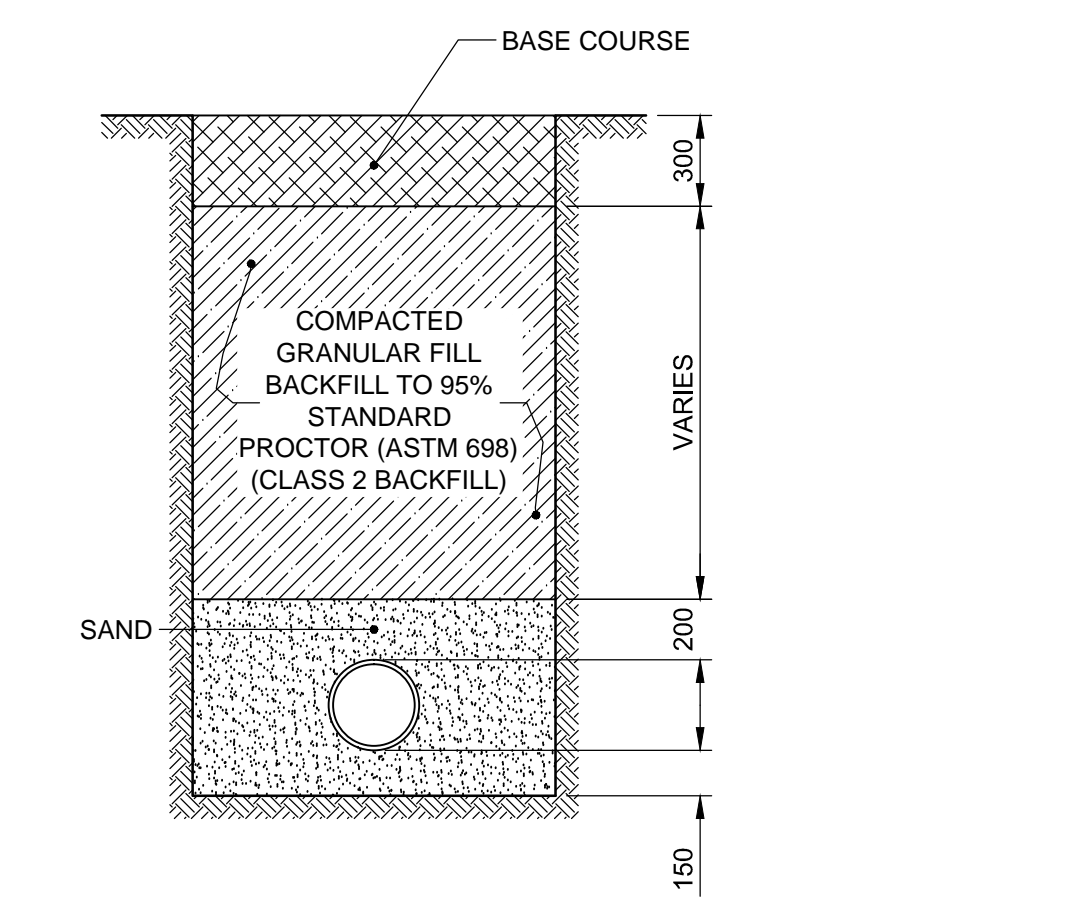 BASE COURSE
300
COMPACTED
GRANULAR FILL
BACKFILL TO 95%
STANDARD
PROCTOR (ASTM 698)
(CLASS 2 BACKFILL)
VARIES
SAND
200
150